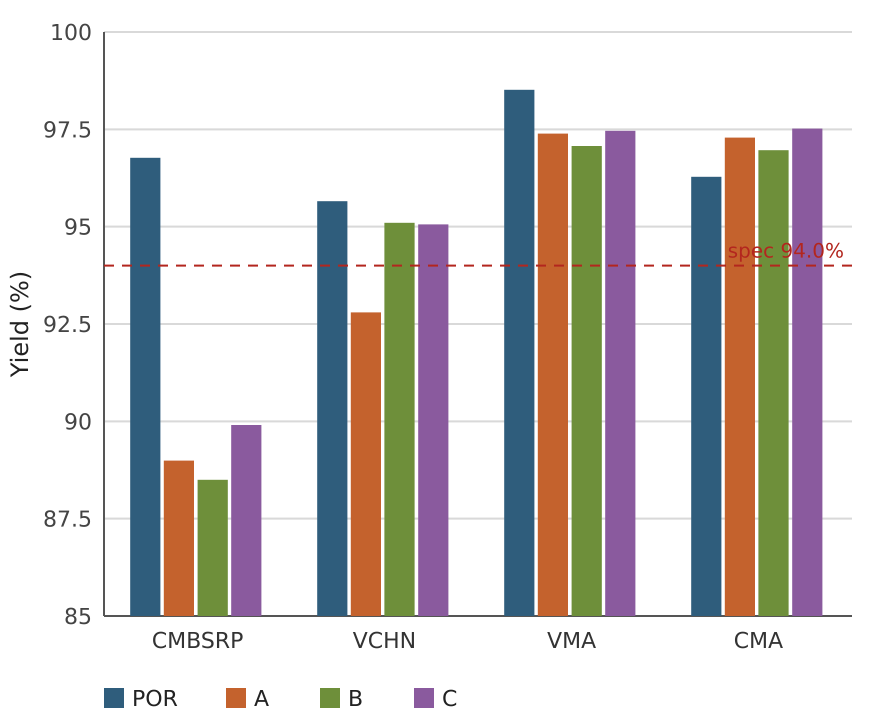 100
97.5
95
92.5
90
87.5
85
Yield (%)
spec 94.0%
CMBSRP VCHN VMA CMA
POR A B C